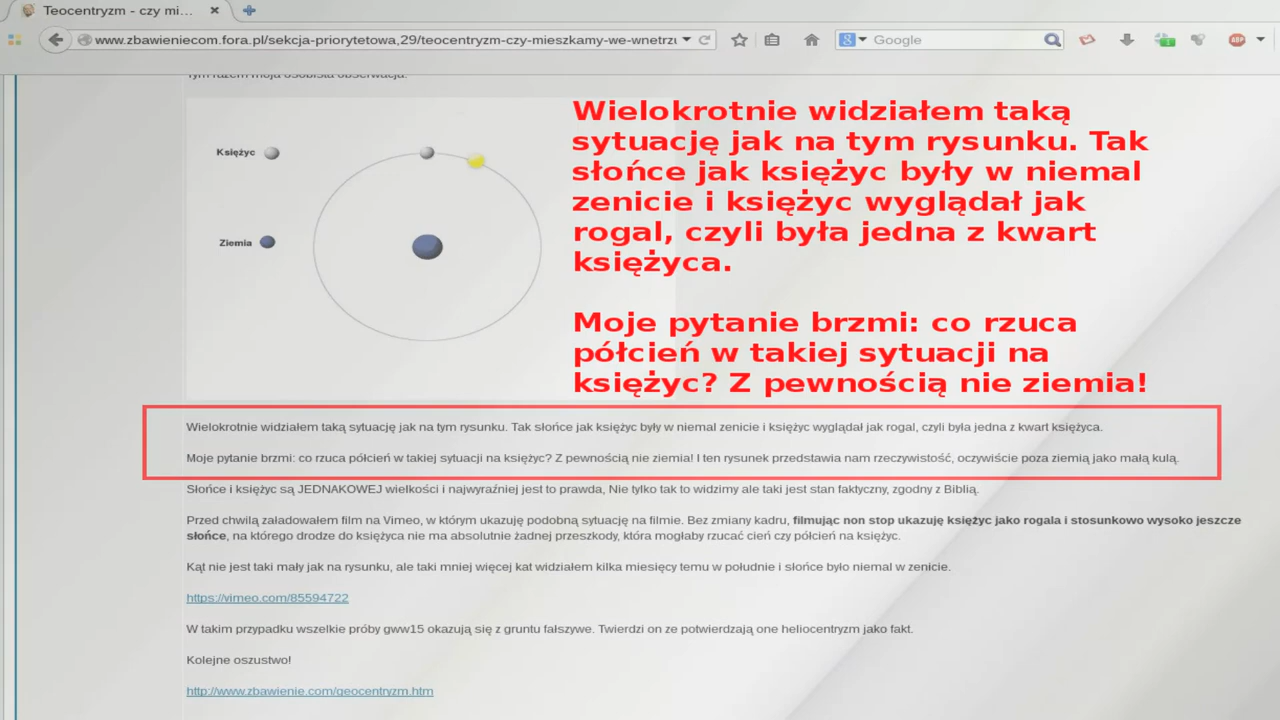 Teocentryzm - czy mi...
www.zbawieniecom.fora.pl/sekcja-priorytetowa,29/teocentryzm-czy-mieszkamy-we-wnetrzu
Google
Tym razem moja osobista obserwacja.
Księżyc
Ziemia
Wielokrotnie widziałem taką
sytuację jak na tym rysunku. Tak
słońce jak księżyc były w niemal
zenicie i księżyc wyglądał jak
rogal, czyli była jedna z kwart
księżyca.
Moje pytanie brzmi: co rzuca
półcień w takiej sytuacji na
księżyc? Z pewnością nie ziemia!
Wielokrotnie widziałem taką sytuację jak na tym rysunku. Tak słońce jak księżyc były w niemal zenicie i księżyc wyglądał jak rogal, czyli była jedna z kwart księżyca.
Moje pytanie brzmi: co rzuca półcień w takiej sytuacji na księżyc? Z pewnością nie ziemia! I ten rysunek przedstawia nam rzeczywistość, oczywiście poza ziemią jako małą kulą.
Słońce i księżyc są JEDNAKOWEJ wielkości i najwyraźniej jest to prawda, Nie tylko tak to widzimy ale taki jest stan faktyczny, zgodny z Biblią.
Przed chwilą załadowałem film na Vimeo, w którym ukazuję podobną sytuację na filmie. Bez zmiany kadru, filmując non stop ukazuję księżyc jako rogala i stosunkowo wysoko jeszcze
słońce, na którego drodze do księżyca nie ma absolutnie żadnej przeszkody, która mogłaby rzucać cień czy półcień na księżyc.
Kąt nie jest taki mały jak na rysunku, ale taki mniej więcej kat widziałem kilka miesięcy temu w południe i słońce było niemal w zenicie.
https://vimeo.com/85594722
W takim przypadku wszelkie próby gww15 okazują się z gruntu fałszywe. Twierdzi on ze potwierdzają one heliocentryzm jako fakt.
Kolejne oszustwo!
http://www.zbawienie.com/geocentryzm.htm